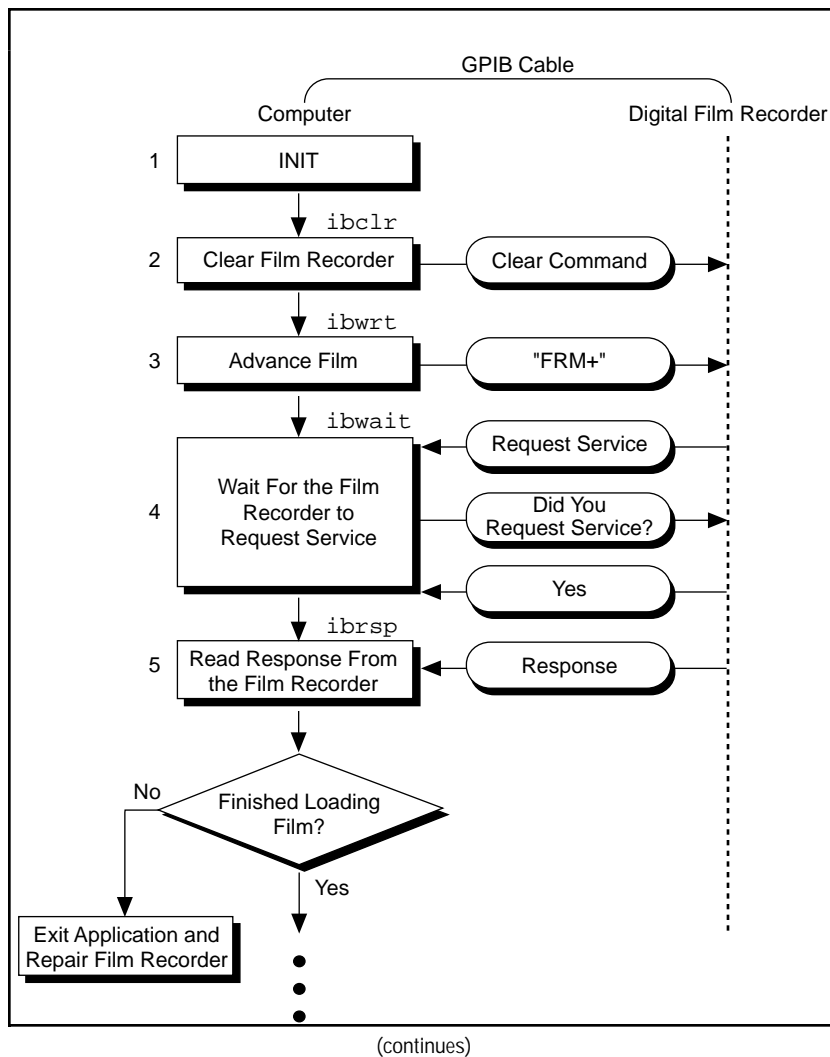 GPIB Cable
Computer
Digital Film Recorder
1
INIT
ibclr
2
Clear Film Recorder
Clear Command
ibwrt
3
Advance Film
"FRM+"
ibwait
Request Service
4
Wait For the Film
Recorder to
Request Service
Did You
Request Service?
Yes
ibrsp
5
Read Response From
the Film Recorder
Response
No
Finished Loading
Film?
Yes
Exit Application and
Repair Film Recorder
(continues)